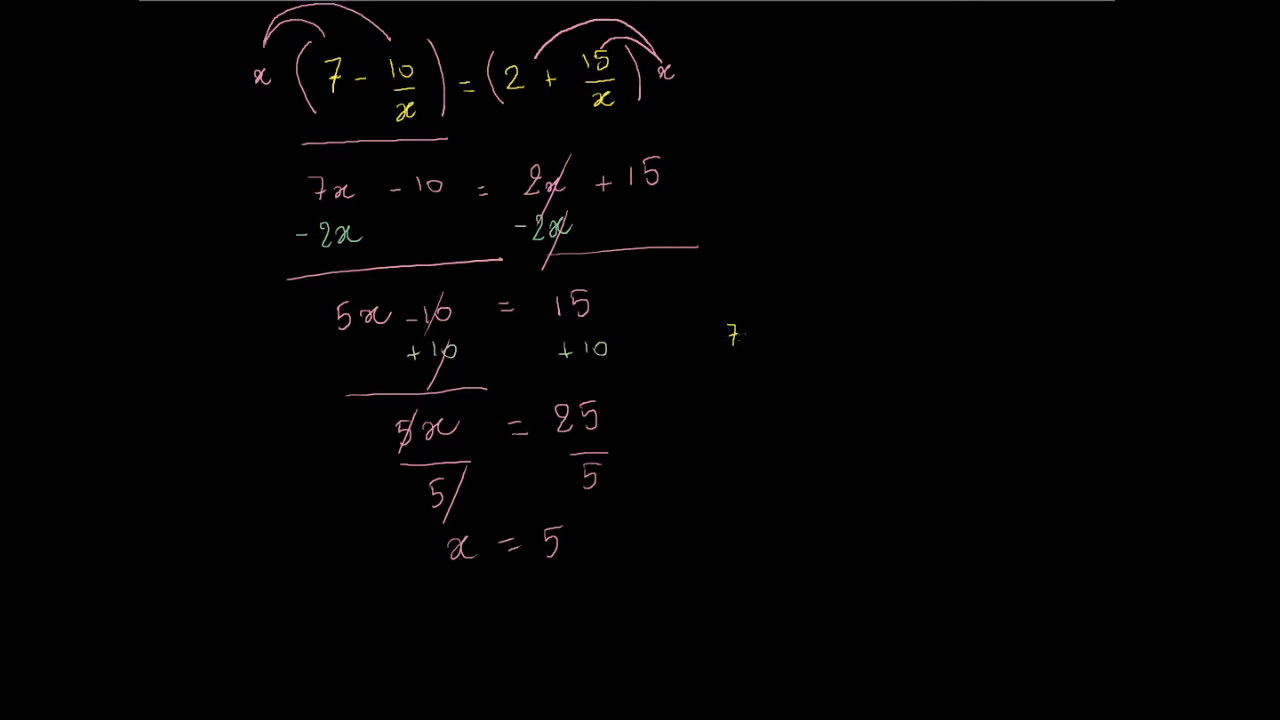 x (7 - 10/x) = (2 + 15/x) x
7x - 10 = 2x + 15
- 2x - 2x
5x - 10 = 15
+ 10 + 10
7
5x/5 = 25/5
x = 5